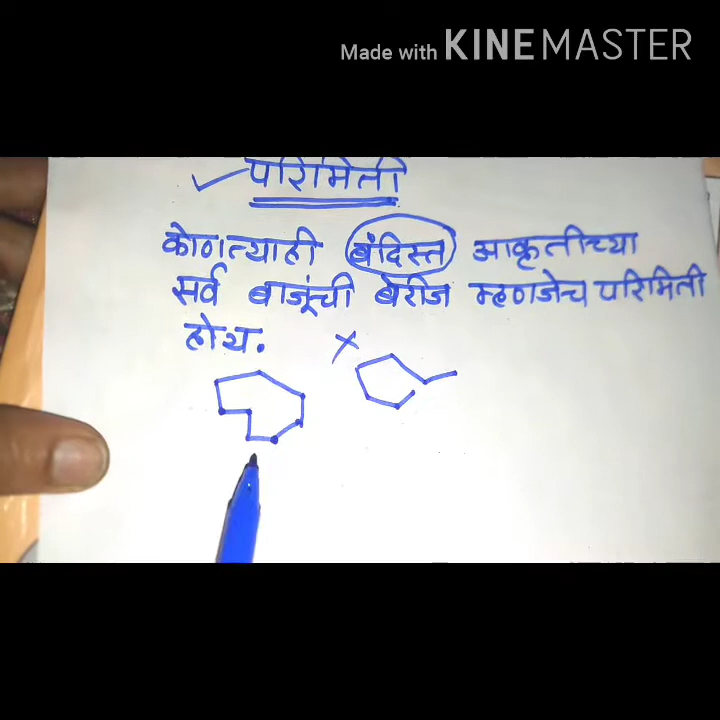 Made with KINEMASTER
परिमिती
कोणत्याही बंदिस्त आकृतीच्या
सर्व बाजूंची बेरीज म्हणजेच परिमिती
होय.